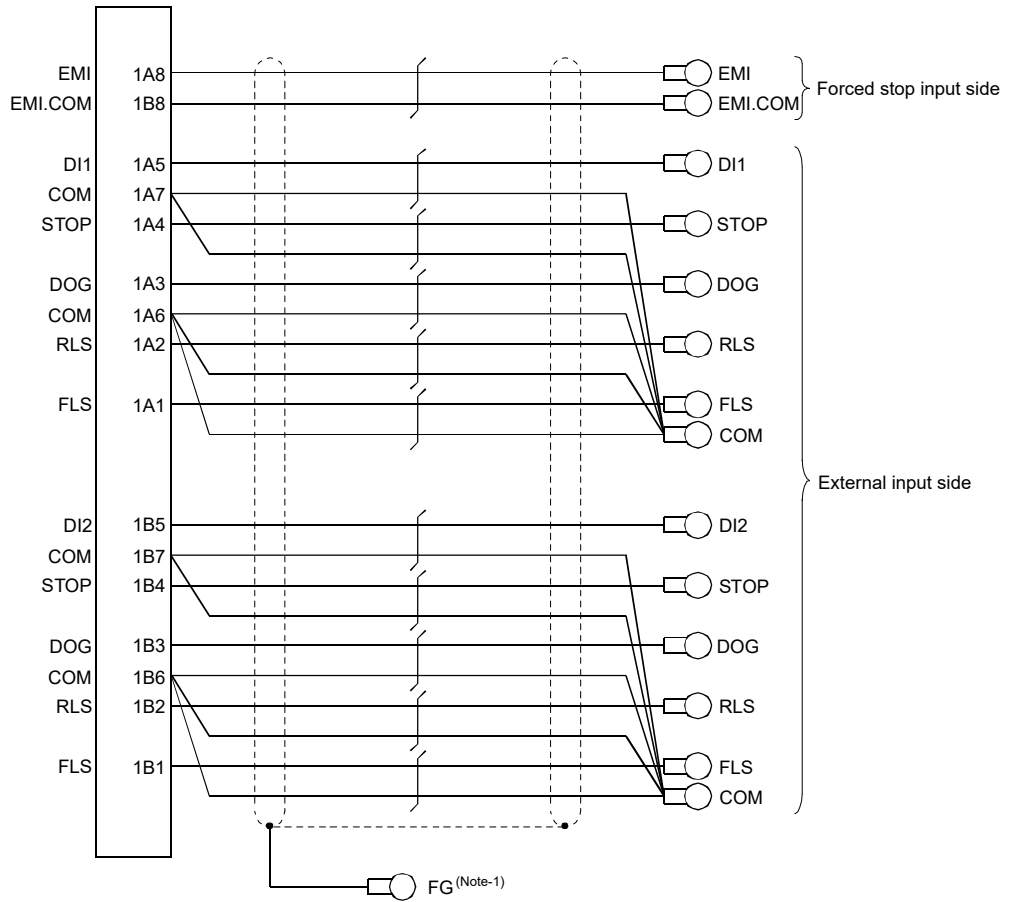 EMI 1A8 EMI
EMI.COM 1B8 EMI.COM
Forced stop input side
DI1 1A5 DI1
COM 1A7
STOP 1A4 STOP
DOG 1A3 DOG
COM 1A6
RLS 1A2 RLS
FLS 1A1 FLS
COM
External input side
DI2 1B5 DI2
COM 1B7
STOP 1B4 STOP
DOG 1B3 DOG
COM 1B6
RLS 1B2 RLS
FLS 1B1 FLS
COM
FG (Note-1)